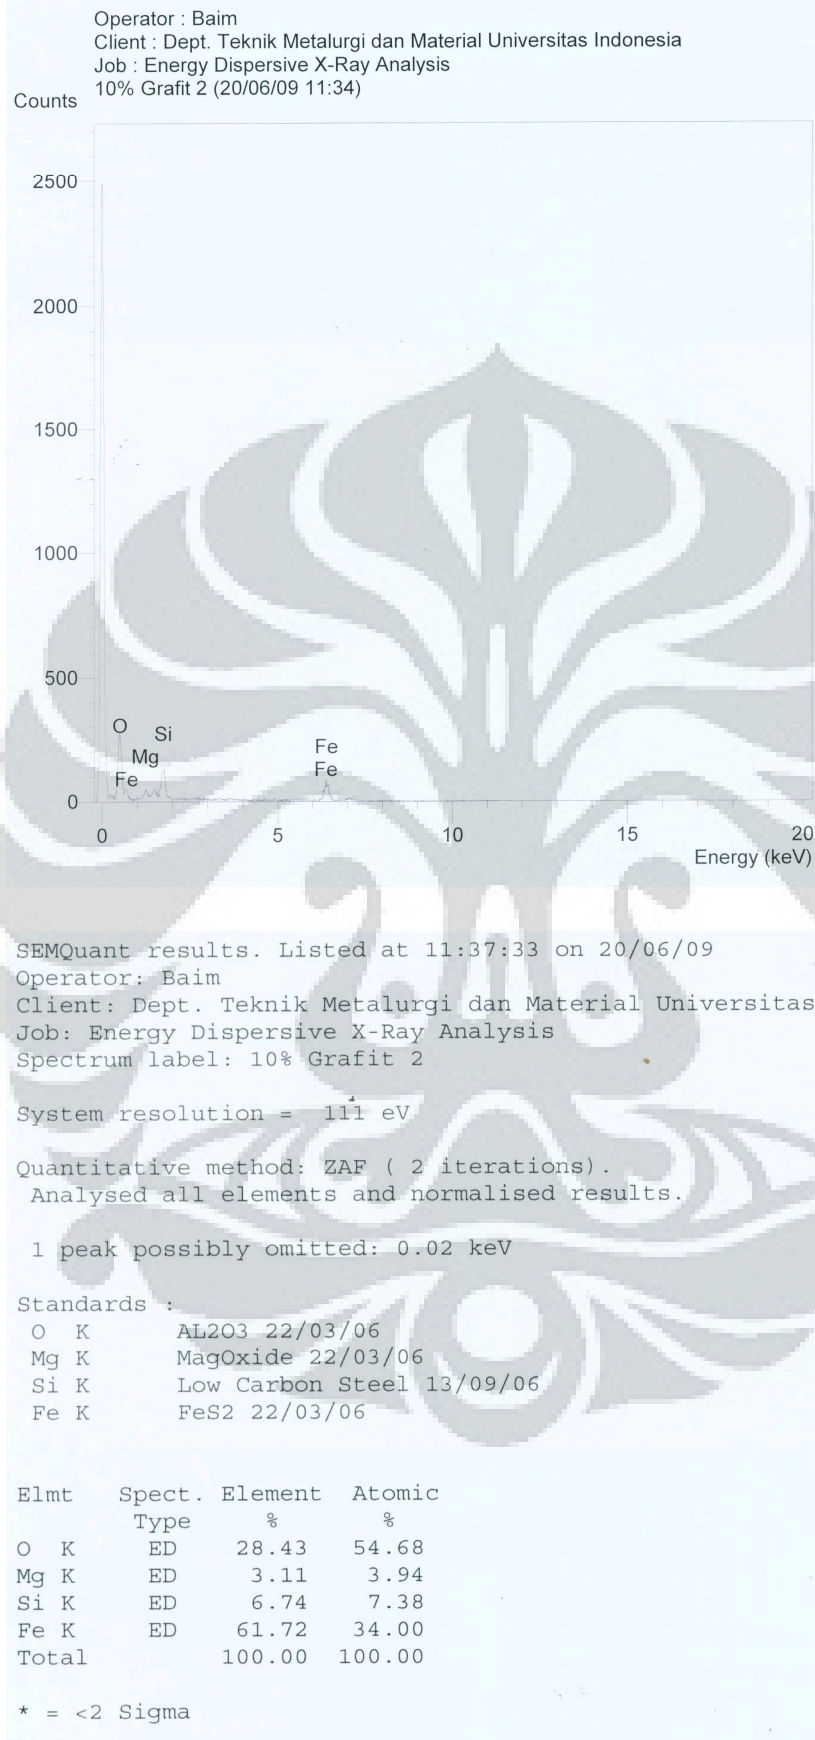 Operator : Baim
Client : Dept. Teknik Metalurgi dan Material Universitas Indonesia
Job : Energy Dispersive X-Ray Analysis
10% Grafit 2 (20/06/09 11:34)
Counts
2500
2000
1500
1000
500
0
O
Si
Mg
Fe
Fe
Fe
0 5 10 15 20
Energy (keV)
SEMQuant results. Listed at 11:37:33 on 20/06/09
Operator: Baim
Client: Dept. Teknik Metalurgi dan Material Universitas
Job: Energy Dispersive X-Ray Analysis
Spectrum label: 10% Grafit 2
System resolution = 111 eV
Quantitative method: ZAF ( 2 iterations).
Analysed all elements and normalised results.
1 peak possibly omitted: 0.02 keV
Standards :
O K AL2O3 22/03/06
Mg K MagOxide 22/03/06
Si K Low Carbon Steel 13/09/06
Fe K FeS2 22/03/06
Elmt Spect. Element Atomic
Type % %
O K ED 28.43 54.68
Mg K ED 3.11 3.94
Si K ED 6.74 7.38
Fe K ED 61.72 34.00
Total 100.00 100.00
* = <2 Sigma